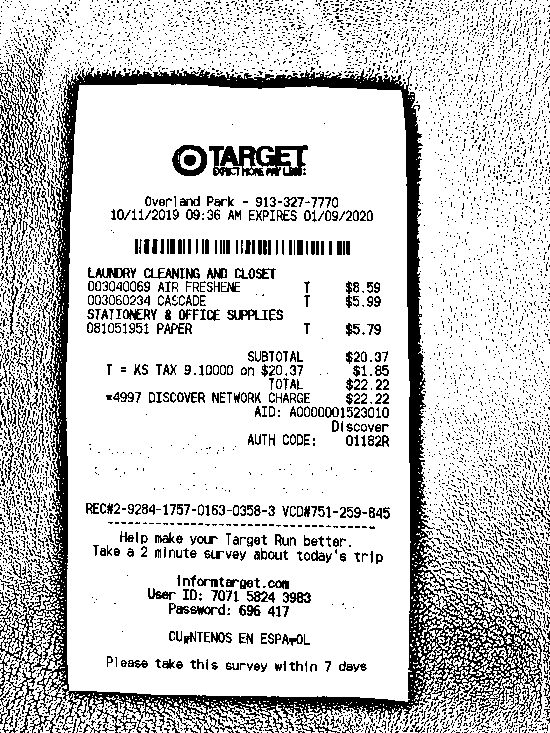 TARGET
EXPECT MORE. PAY LESS.
Overland Park - 913-327-7770
10/11/2019 09:36 AM EXPIRES 01/09/2020
LAUNDRY CLEANING AND CLOSET
003040069 AIR FRESHENE T $8.59
003060234 CASCADE T $5.99
STATIONERY & OFFICE SUPPLIES
081051951 PAPER T $5.79
SUBTOTAL $20.37
T = KS TAX 9.10000 on $20.37 $1.85
TOTAL $22.22
*4997 DISCOVER NETWORK CHARGE $22.22
AID: A0000001523010
Discover
AUTH CODE: 01182R
REC#2-9284-1757-0163-0358-3 VCD#751-259-845
Help make your Target Run better.
Take a 2 minute survey about today's trip
informtarget.com
User ID: 7071 5824 3983
Password: 696 417
CUéNTENOS EN ESPAñOL
Please take this survey within 7 days